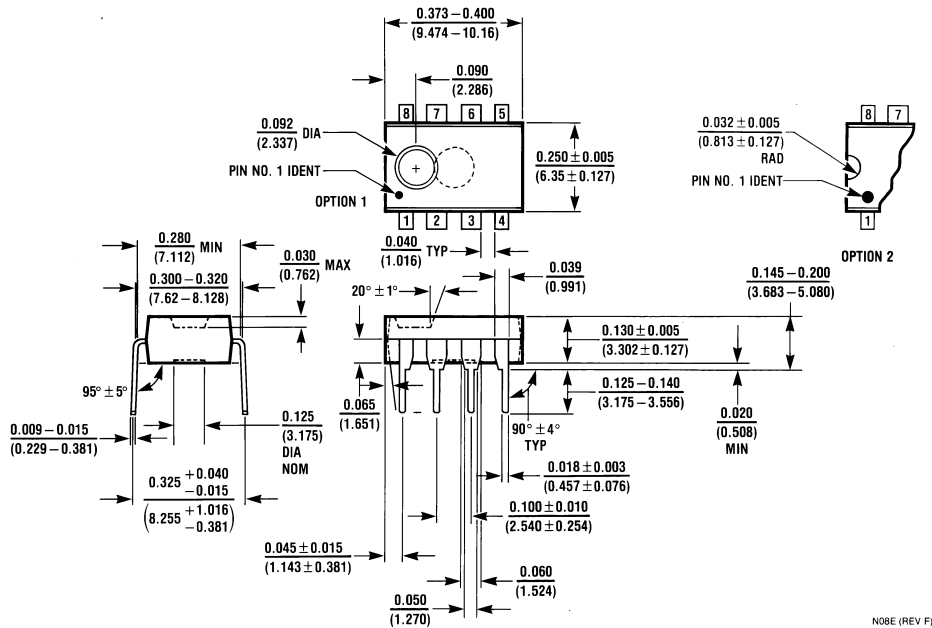 0.373 – 0.400
(9.474 – 10.16)
0.090
(2.286)
8 7 6 5
0.092 DIA
(2.337)
PIN NO. 1 IDENT
OPTION 1
1 2 3 4
0.250 ± 0.005
(6.35 ± 0.127)
8 7
0.032 ± 0.005
(0.813 ± 0.127)
RAD
PIN NO. 1 IDENT
1
OPTION 2
0.280 MIN
(7.112)
0.030 MAX
(0.762)
0.300 – 0.320
(7.62 – 8.128)
0.040 TYP
(1.016)
0.039
(0.991)
20° ± 1°
0.145 – 0.200
(3.683 – 5.080)
0.130 ± 0.005
(3.302 ± 0.127)
95° ± 5°
0.009 – 0.015
(0.229 – 0.381)
0.125
(3.175)
DIA
NOM
0.065
(1.651)
0.125 – 0.140
(3.175 – 3.556)
90° ± 4°
TYP
0.020
(0.508)
MIN
0.325 +0.040
−0.015
(8.255 +1.016
−0.381)
0.018 ± 0.003
(0.457 ± 0.076)
0.100 ± 0.010
(2.540 ± 0.254)
0.045 ± 0.015
(1.143 ± 0.381)
0.060
(1.524)
0.050
(1.270)
N08E (REV F)